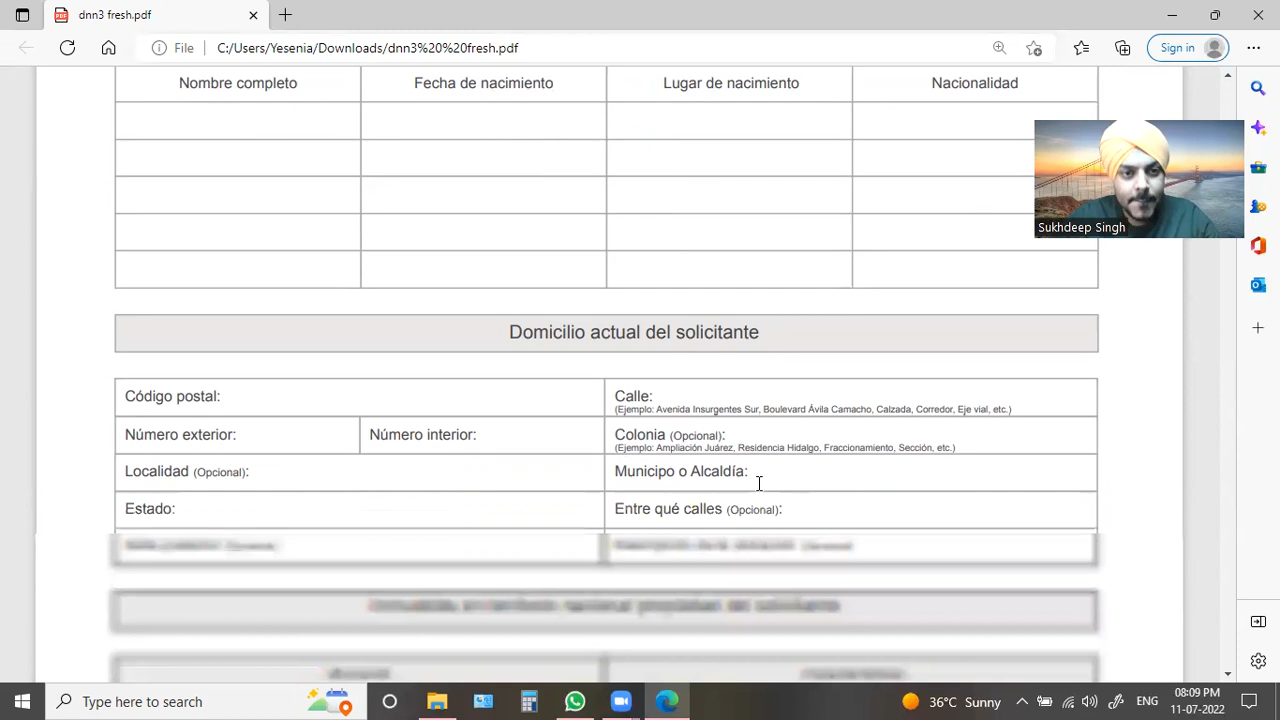 dnn3 fresh.pdf
File C:/Users/Yesenia/Downloads/dnn3%20%20fresh.pdf
Sign in
Nombre completo Fecha de nacimiento Lugar de nacimiento Nacionalidad
Sukhdeep Singh
Domicilio actual del solicitante
Código postal: Calle:
(Ejemplo: Avenida Insurgentes Sur, Boulevard Ávila Camacho, Calzada, Corredor, Eje vial, etc.)
Número exterior: Número interior: Colonia (Opcional):
(Ejemplo: Ampliación Juárez, Residencia Hidalgo, Fraccionamiento, Sección, etc.)
Localidad (Opcional): Municipo o Alcaldía:
Estado: Entre qué calles (Opcional):
Type here to search 36°C Sunny ENG 08:09 PM
11-07-2022